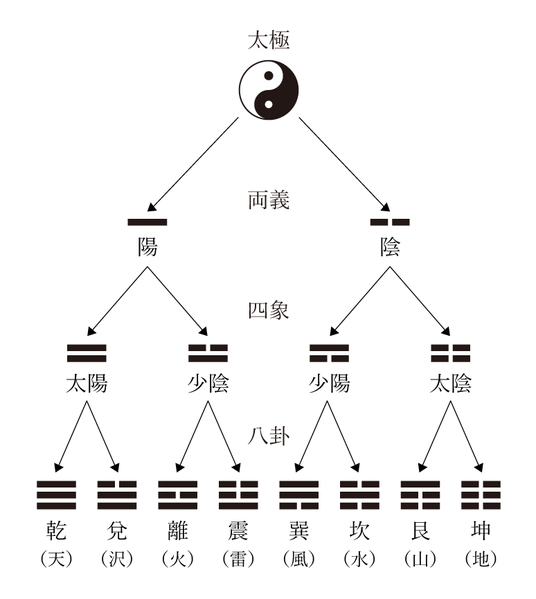 太極
両義
陽 陰
四象
太陽 少陰 少陽 太陰
八卦
乾 兌 離 震 巽 坎 艮 坤
（天） （沢） （火） （雷） （風） （水） （山） （地）